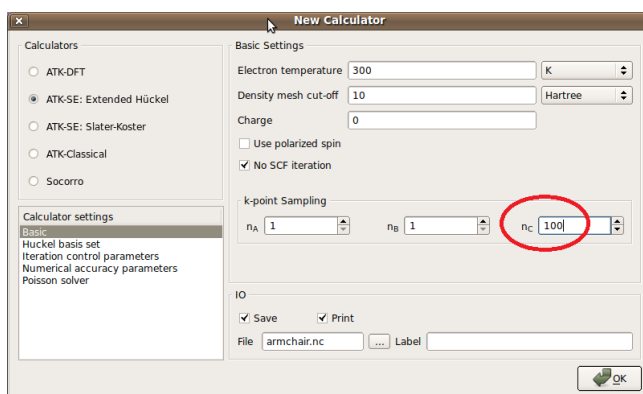 New Calculator
Calculators
ATK-DFT
ATK-SE: Extended Hückel
ATK-SE: Slater-Koster
ATK-Classical
Socorro
Calculator settings
Basic
Huckel basis set
Iteration control parameters
Numerical accuracy parameters
Poisson solver
Basic Settings
Electron temperature 300 K
Density mesh cut-off 10 Hartree
Charge 0
Use polarized spin
No SCF iteration
k-point Sampling
nA 1 nB 1 nC 100
IO
Save Print
File armchair.nc ... Label
OK